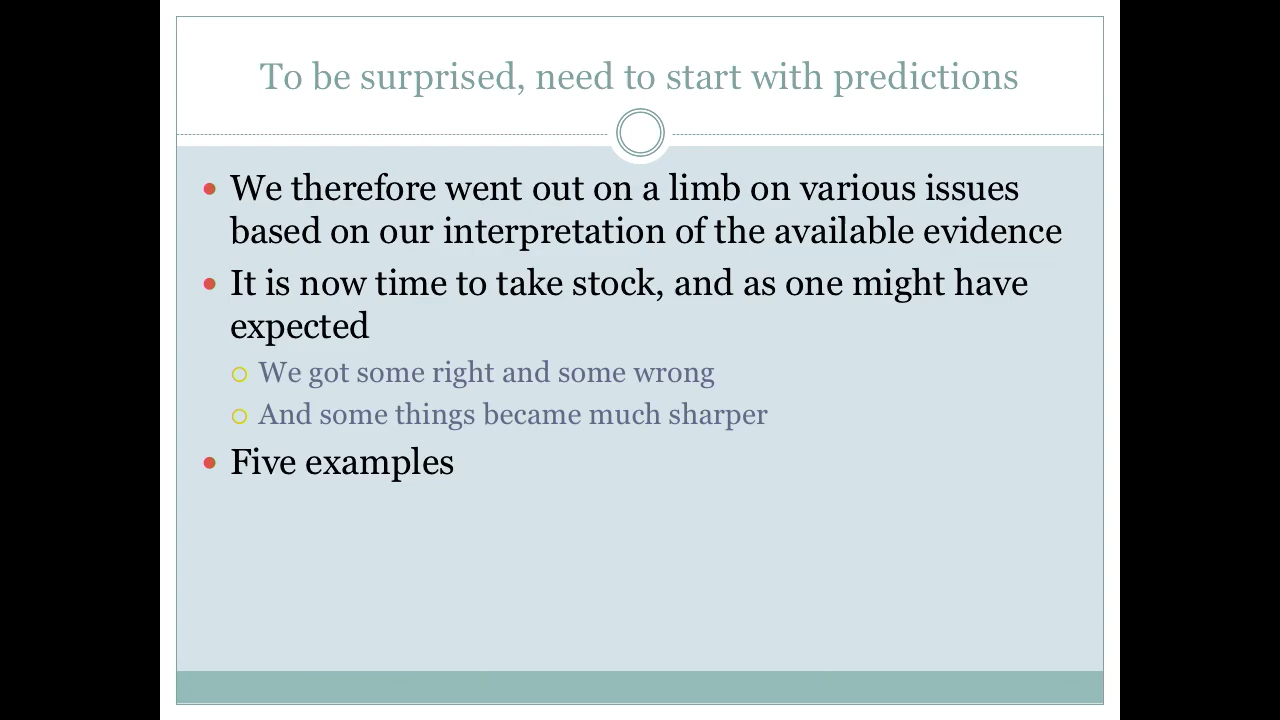 To be surprised, need to start with predictions
We therefore went out on a limb on various issues
based on our interpretation of the available evidence
It is now time to take stock, and as one might have
expected
We got some right and some wrong
And some things became much sharper
Five examples